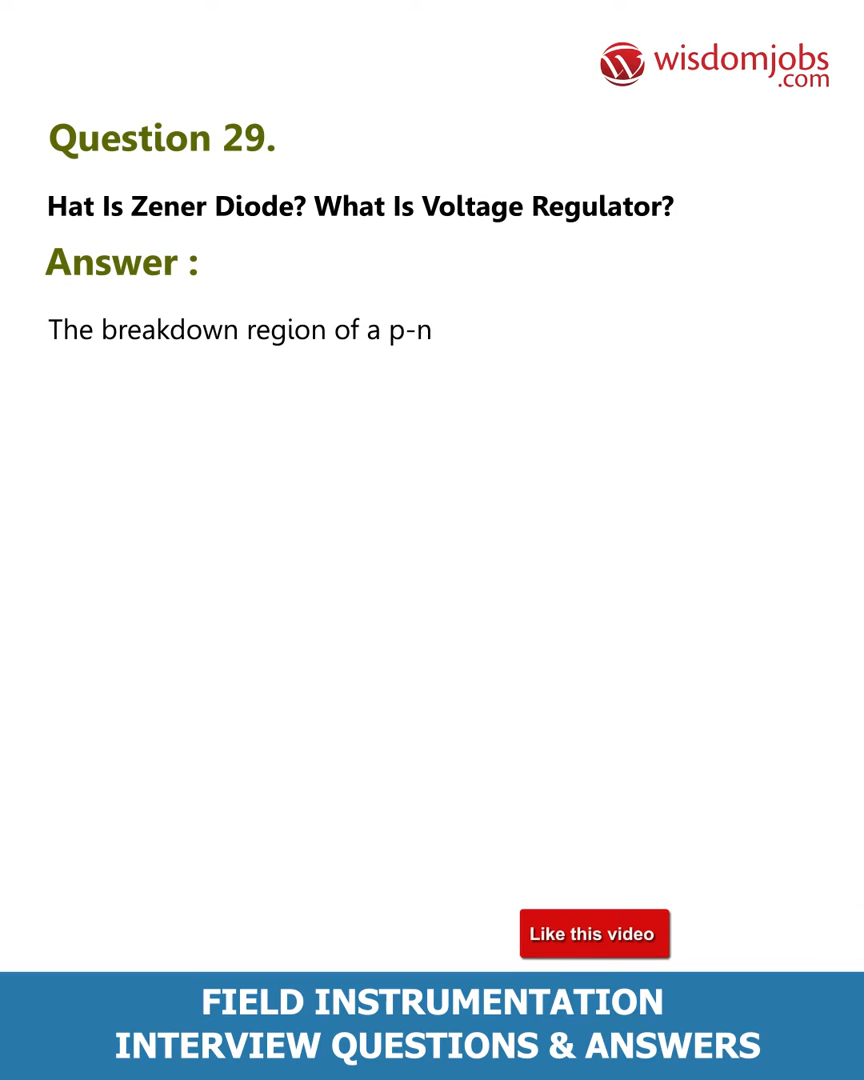 wisdomjobs
.com
Question 29.
Hat Is Zener Diode? What Is Voltage Regulator?
Answer :
The breakdown region of a p-n
Like this video
FIELD INSTRUMENTATION
INTERVIEW QUESTIONS & ANSWERS